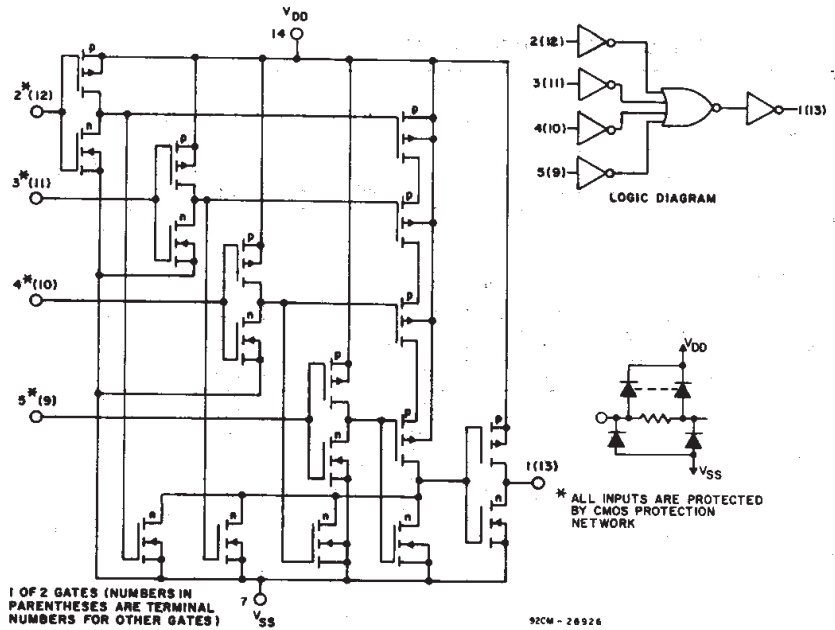 VDD
14
p
2*(12)
n
p
3*(11)
n
p
4*(10)
n
p
5*(9)
n
p
p
p
p
p
1(13)
n
n
n
n
n
7
VSS
1 OF 2 GATES (NUMBERS IN
PARENTHESES ARE TERMINAL
NUMBERS FOR OTHER GATES)
2(12)
3(11)
4(10)
5(9)
1(13)
LOGIC DIAGRAM
VDD
VSS
* ALL INPUTS ARE PROTECTED
BY CMOS PROTECTION
NETWORK
92CM-28926